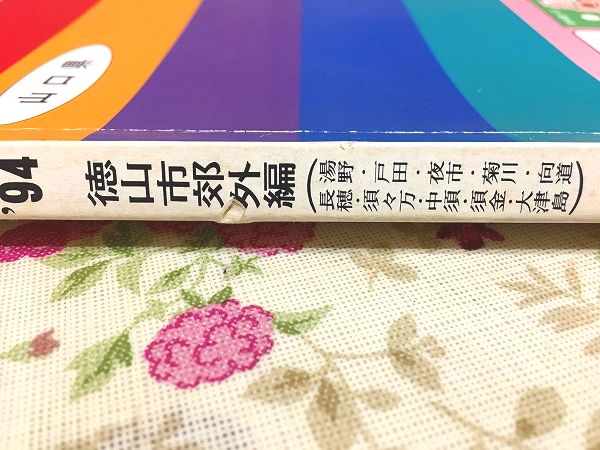 山口県
'94
徳山市郊外編
(湯野・戸田・夜市・菊川・向道
長穂・須々万・中須・須金・大津島)